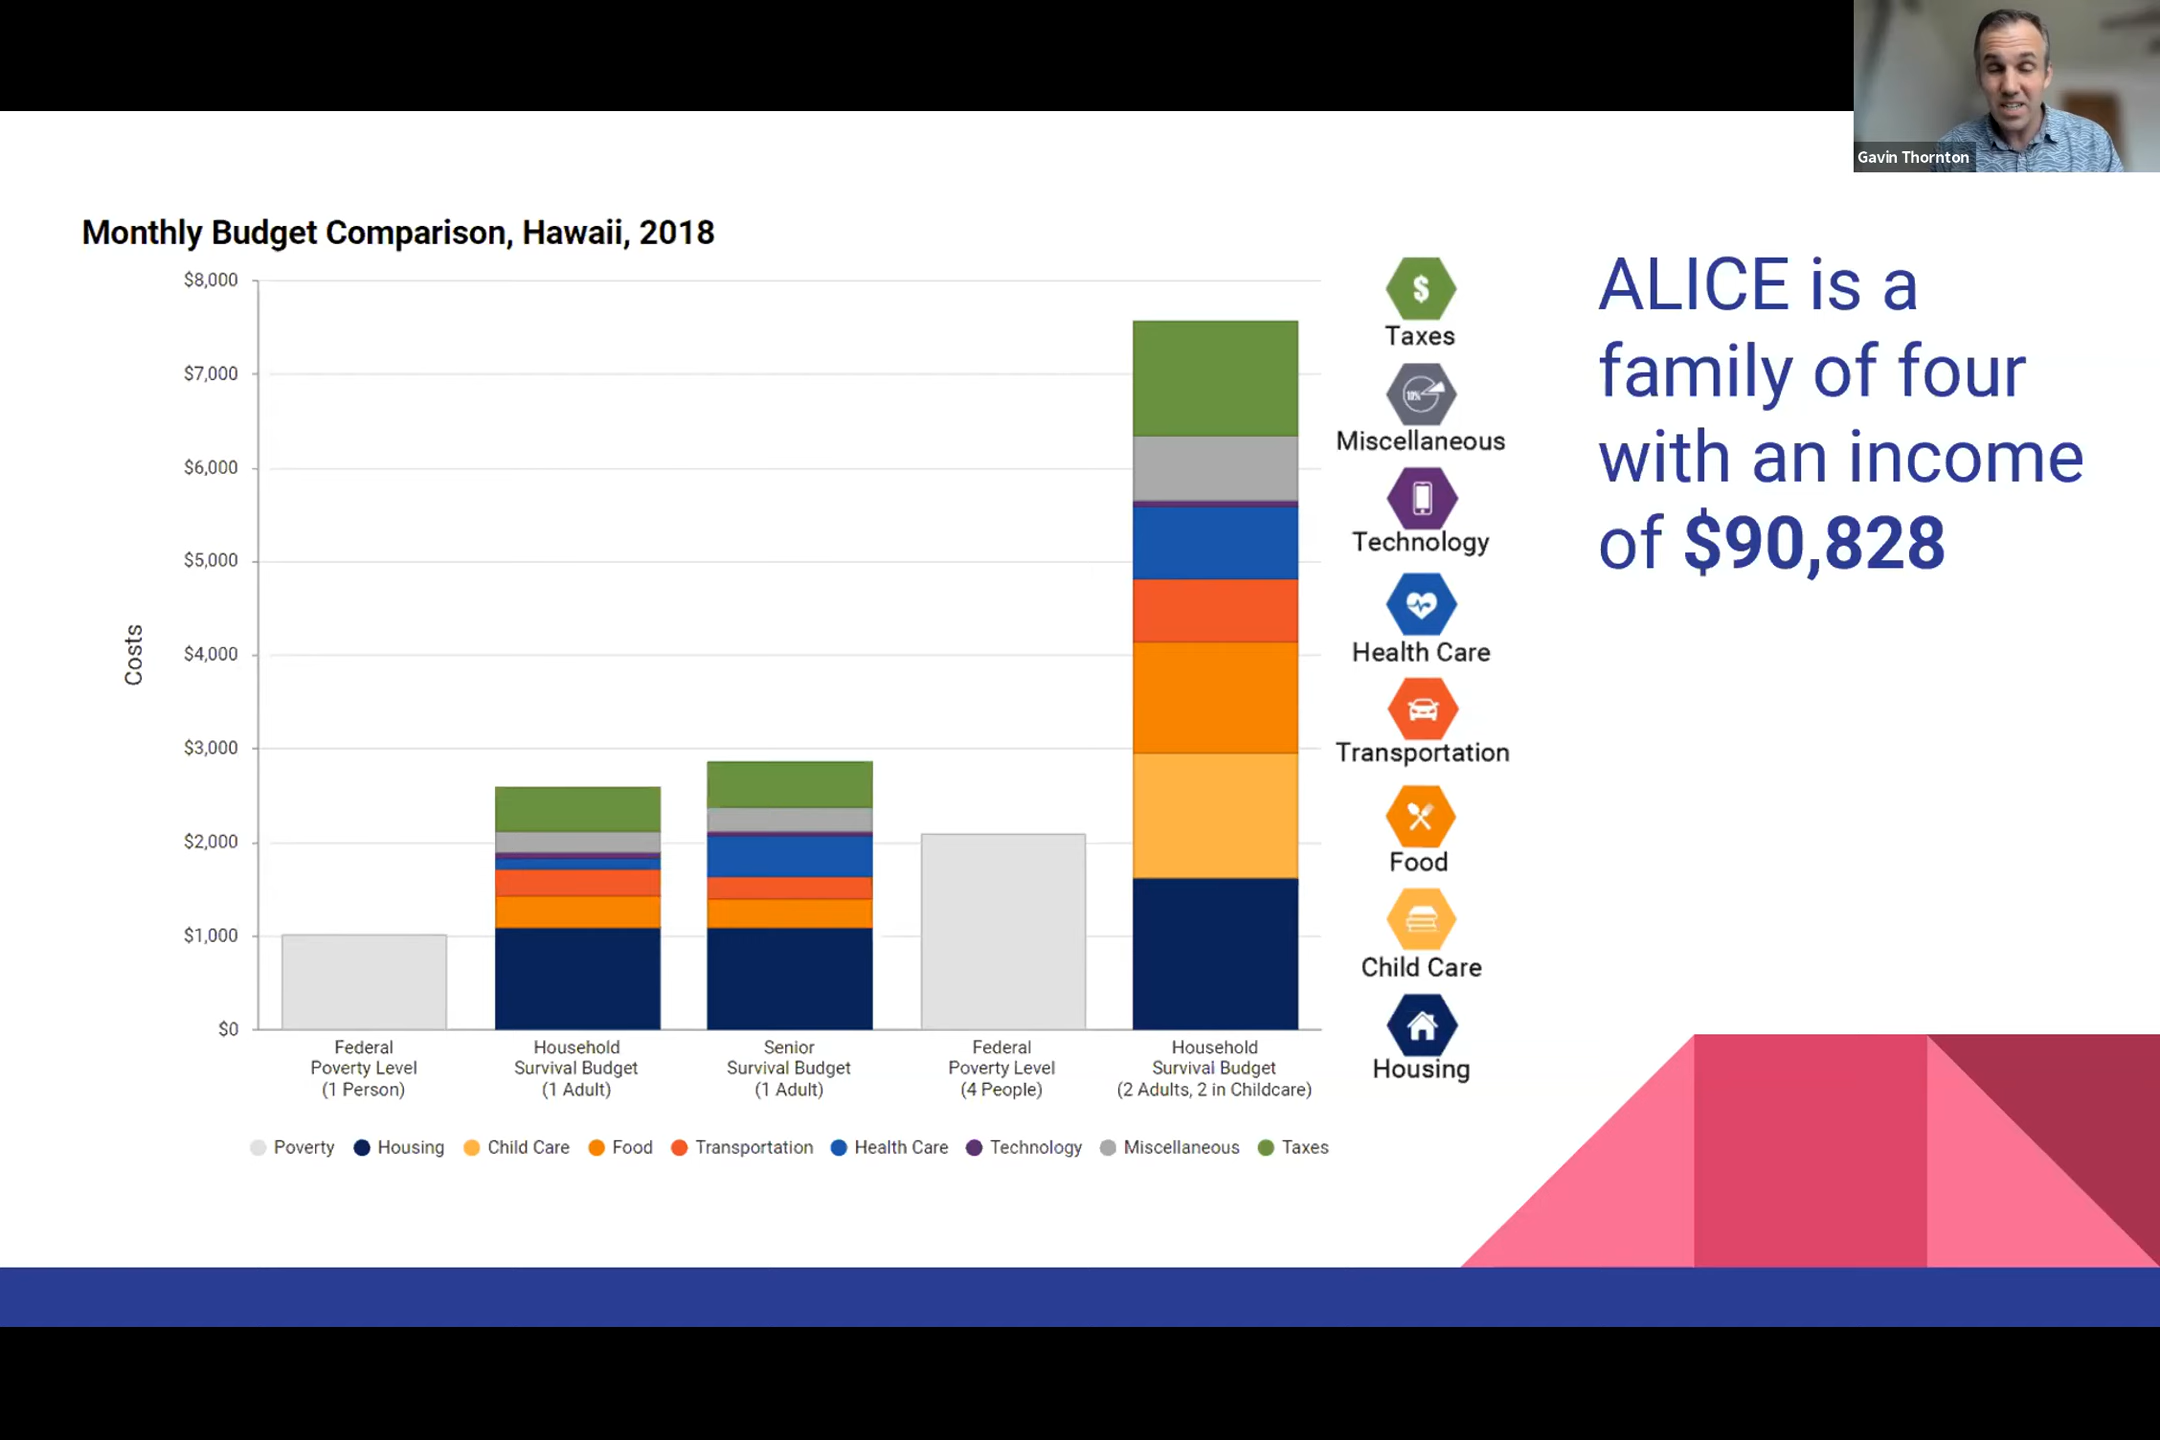 Gavin Thornton
Monthly Budget Comparison, Hawaii, 2018
$8,000
$7,000
$6,000
$5,000
$4,000
$3,000
$2,000
$1,000
$0
Costs
Federal
Poverty Level
(1 Person)
Household
Survival Budget
(1 Adult)
Senior
Survival Budget
(1 Adult)
Federal
Poverty Level
(4 People)
Household
Survival Budget
(2 Adults, 2 in Childcare)
Poverty Housing Child Care Food Transportation Health Care Technology Miscellaneous Taxes
$
Taxes
10%
Miscellaneous
Technology
Health Care
Transportation
Food
Child Care
Housing
ALICE is a
family of four
with an income
of $90,828